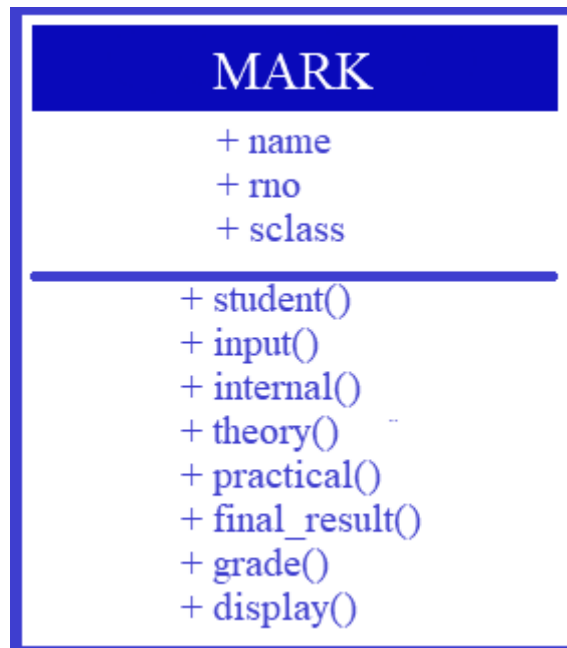 MARK
+ name
+ rno
+ sclass
+ student()
+ input()
+ internal()
+ theory()
+ practical()
+ final_result()
+ grade()
+ display()